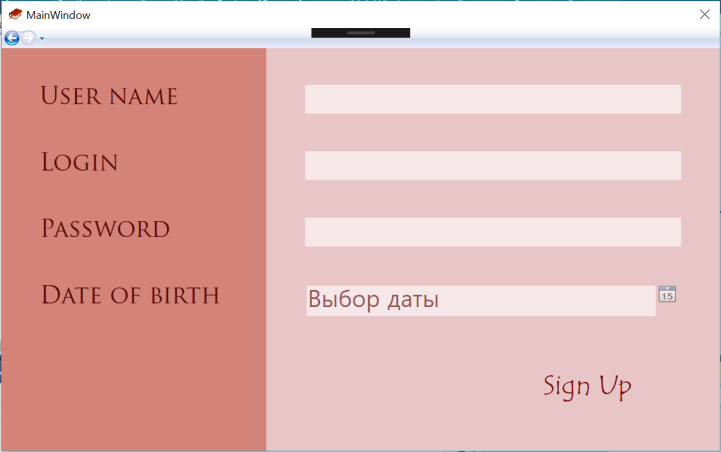 MainWindow
User name
Login
Password
Date of birth
Выбор даты
15
Sign Up